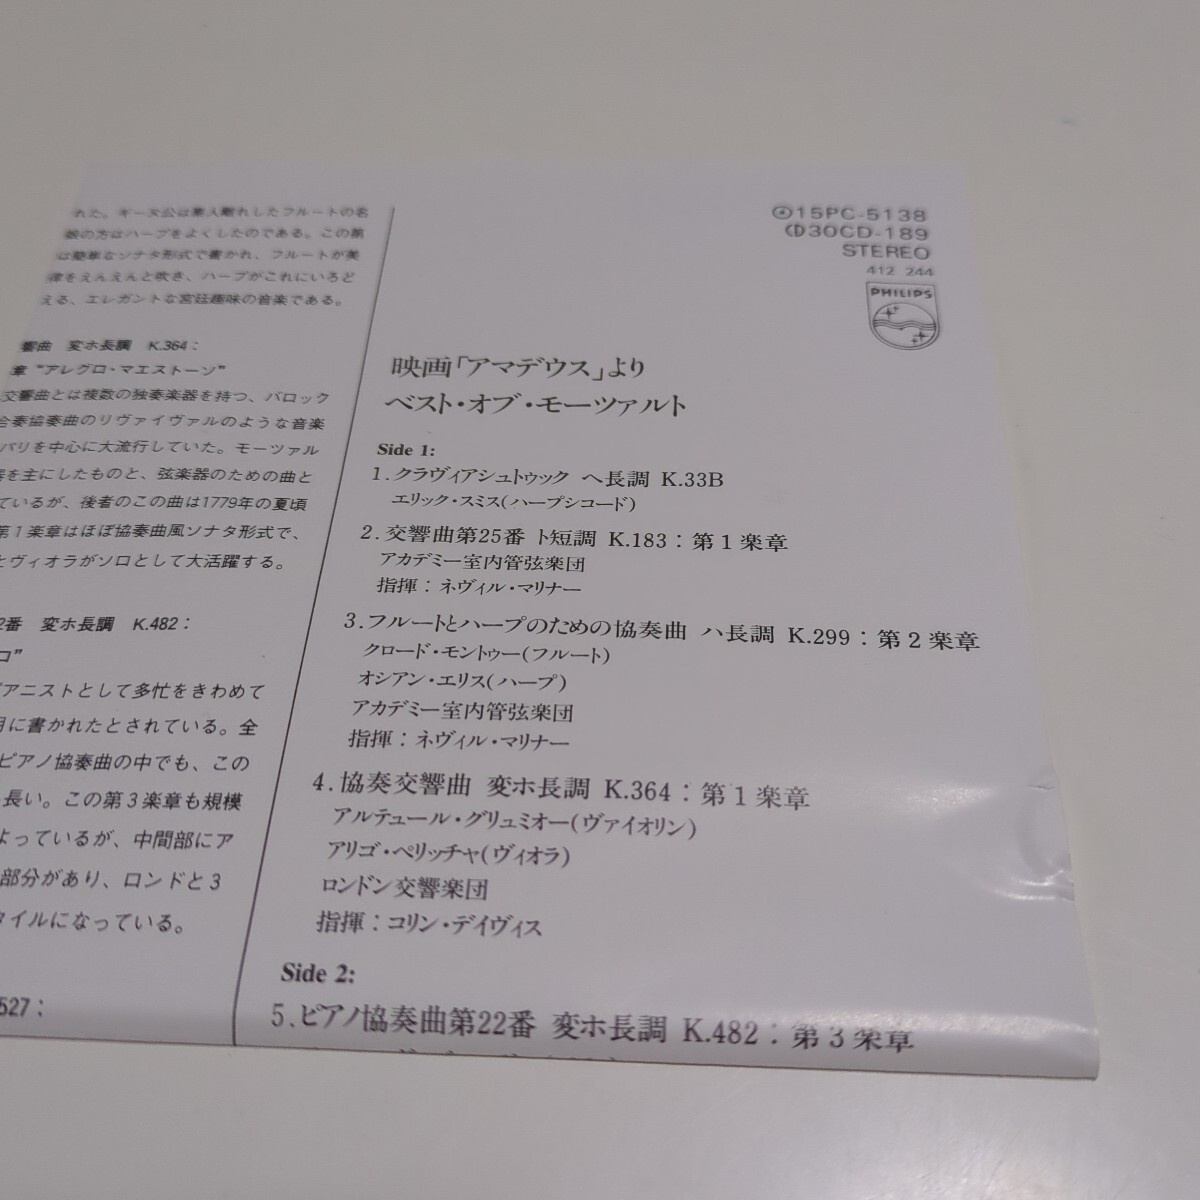 れた。ギーヌ公は素人離れしたフルートの名
娘の方はハープをよくしたのである。この第
は簡単なソナタ形式で書かれ、フルートが美
律をえんえんと吹き、ハープがこれにいろど
える、エレガントな宮廷趣味の音楽である。
響曲 変ホ長調 K.364:
章 "アレグロ・マエストーソ"
交響曲とは複数の独奏楽器を持つ、バロック
合奏協奏曲のリヴァイヴァルのような音楽
パリを中心に大流行していた。モーツァル
器を主にしたものと、弦楽器のための曲と
ているが、後者のこの曲は1779年の夏頃
第1楽章はほぼ協奏曲風ソナタ形式で、
とヴィオラがソロとして大活躍する。
2番 変ホ長調 K.482:
コ"
ピアニストとして多忙をきわめて
月に書かれたとされている。全
ピアノ協奏曲の中でも、この
長い。この第3楽章も規模
よっているが、中間部にア
部分があり、ロンドと3
タイルになっている。
527:
15PC-5138
30CD-189
STEREO
412 244
PHILIPS
映画「アマデウス」より
ベスト・オブ・モーツァルト
Side 1:
1.クラヴィアシュトゥック ヘ長調 K.33B
エリック・スミス(ハープシコード)
2.交響曲第25番 ト短調 K.183:第1楽章
アカデミー室内管弦楽団
指揮:ネヴィル・マリナー
3.フルートとハープのための協奏曲 ハ長調 K.299:第2楽章
クロード・モントゥー(フルート)
オシアン・エリス(ハープ)
アカデミー室内管弦楽団
指揮:ネヴィル・マリナー
4.協奏交響曲 変ホ長調 K.364:第1楽章
アルテュール・グリュミオー(ヴァイオリン)
アリゴ・ペリッチャ(ヴィオラ)
ロンドン交響楽団
指揮:コリン・デイヴィス
Side 2:
5.ピアノ協奏曲第22番 変ホ長調 K.482:第3楽章